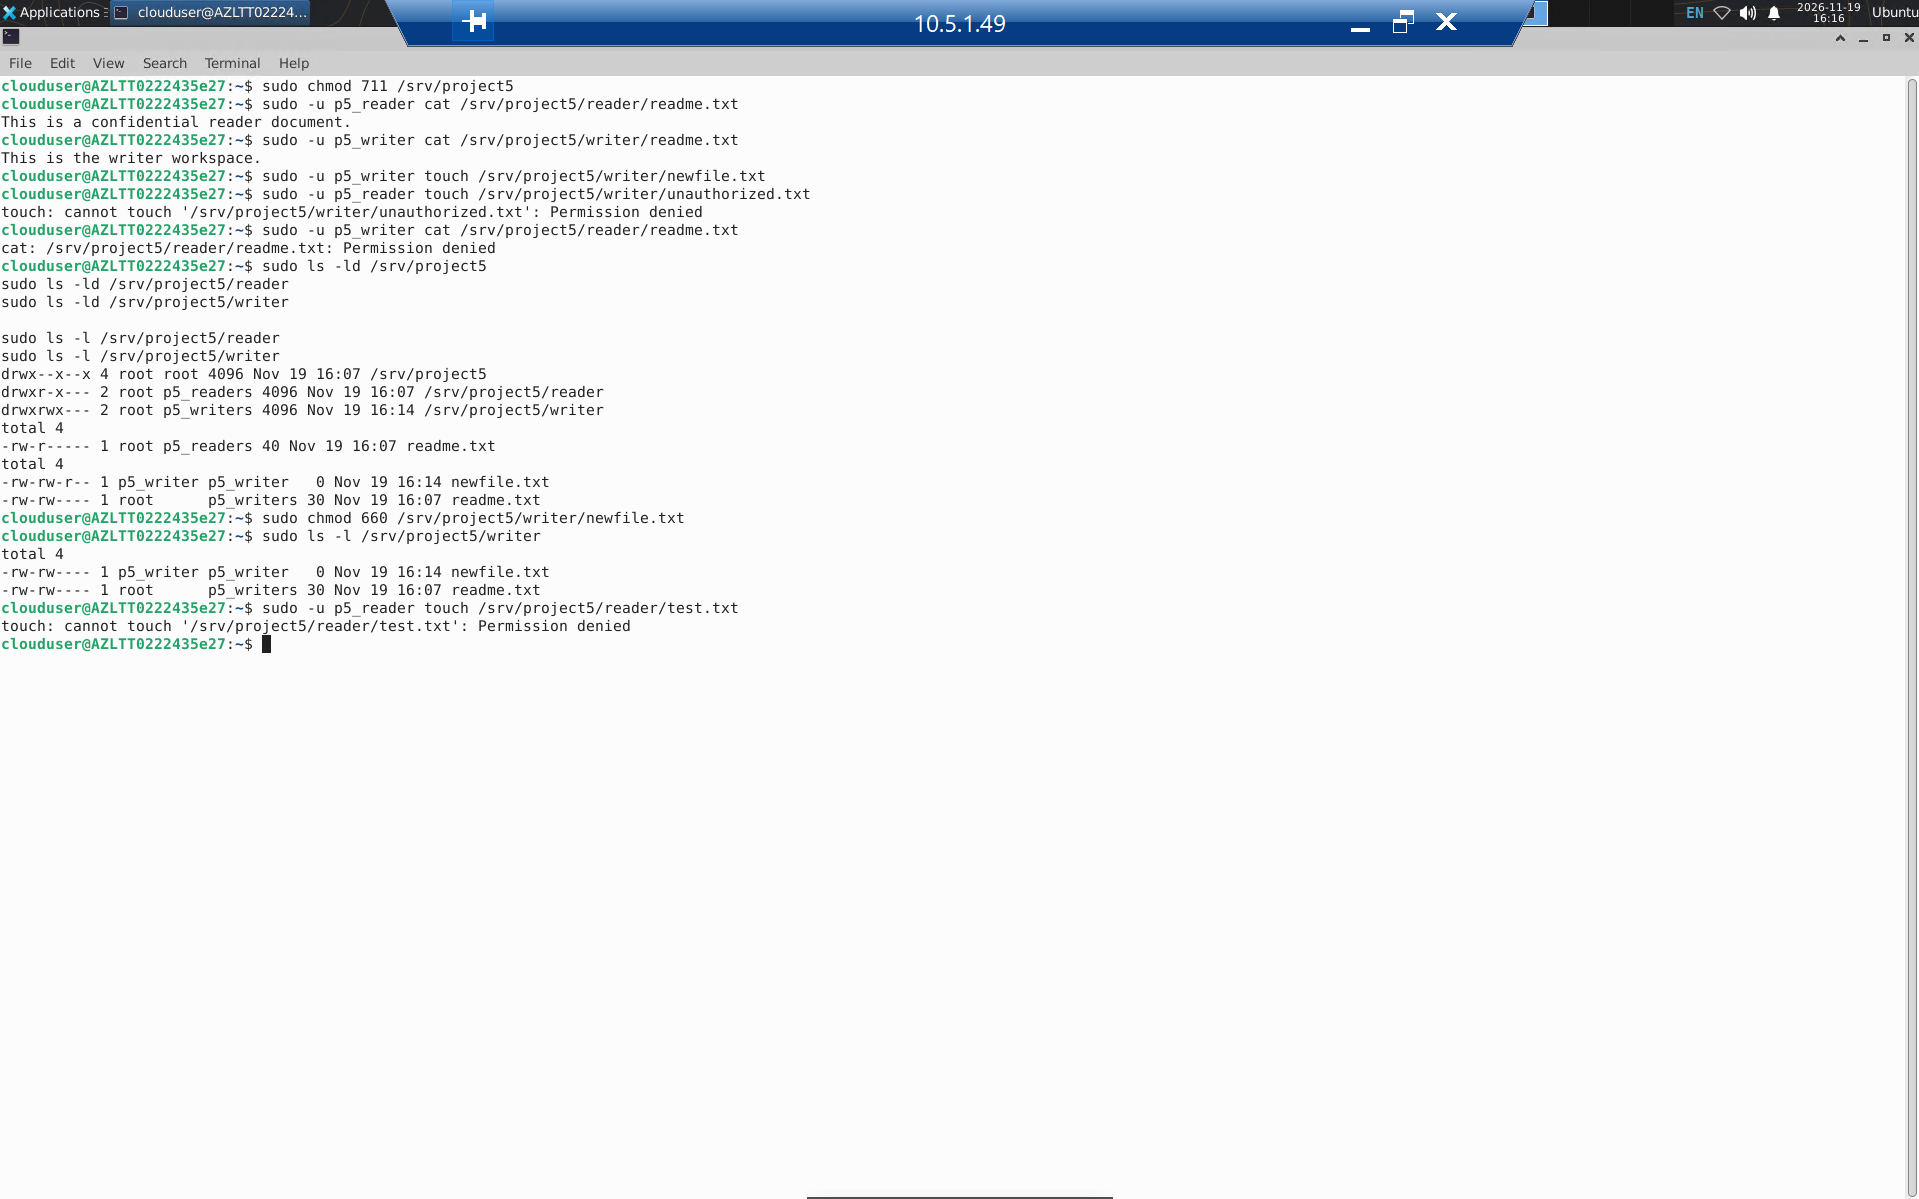 Applications
clouduser@AZLTT02224...
10.5.1.49
EN
2026-11-19
16:16
Ubuntu
File Edit View Search Terminal Help
clouduser@AZLTT0222435e27:~$ sudo chmod 711 /srv/project5
clouduser@AZLTT0222435e27:~$ sudo -u p5_reader cat /srv/project5/reader/readme.txt
This is a confidential reader document.
clouduser@AZLTT0222435e27:~$ sudo -u p5_writer cat /srv/project5/writer/readme.txt
This is the writer workspace.
clouduser@AZLTT0222435e27:~$ sudo -u p5_writer touch /srv/project5/writer/newfile.txt
clouduser@AZLTT0222435e27:~$ sudo -u p5_reader touch /srv/project5/writer/unauthorized.txt
touch: cannot touch '/srv/project5/writer/unauthorized.txt': Permission denied
clouduser@AZLTT0222435e27:~$ sudo -u p5_writer cat /srv/project5/reader/readme.txt
cat: /srv/project5/reader/readme.txt: Permission denied
clouduser@AZLTT0222435e27:~$ sudo ls -ld /srv/project5
sudo ls -ld /srv/project5/reader
sudo ls -ld /srv/project5/writer
sudo ls -l /srv/project5/reader
sudo ls -l /srv/project5/writer
drwx--x--x 4 root root 4096 Nov 19 16:07 /srv/project5
drwxr-x--- 2 root p5_readers 4096 Nov 19 16:07 /srv/project5/reader
drwxrwx--- 2 root p5_writers 4096 Nov 19 16:14 /srv/project5/writer
total 4
-rw-r----- 1 root p5_readers 40 Nov 19 16:07 readme.txt
total 4
-rw-rw-r-- 1 p5_writer p5_writer   0 Nov 19 16:14 newfile.txt
-rw-rw---- 1 root      p5_writers 30 Nov 19 16:07 readme.txt
clouduser@AZLTT0222435e27:~$ sudo chmod 660 /srv/project5/writer/newfile.txt
clouduser@AZLTT0222435e27:~$ sudo ls -l /srv/project5/writer
total 4
-rw-rw---- 1 p5_writer p5_writer   0 Nov 19 16:14 newfile.txt
-rw-rw---- 1 root      p5_writers 30 Nov 19 16:07 readme.txt
clouduser@AZLTT0222435e27:~$ sudo -u p5_reader touch /srv/project5/reader/test.txt
touch: cannot touch '/srv/project5/reader/test.txt': Permission denied
clouduser@AZLTT0222435e27:~$